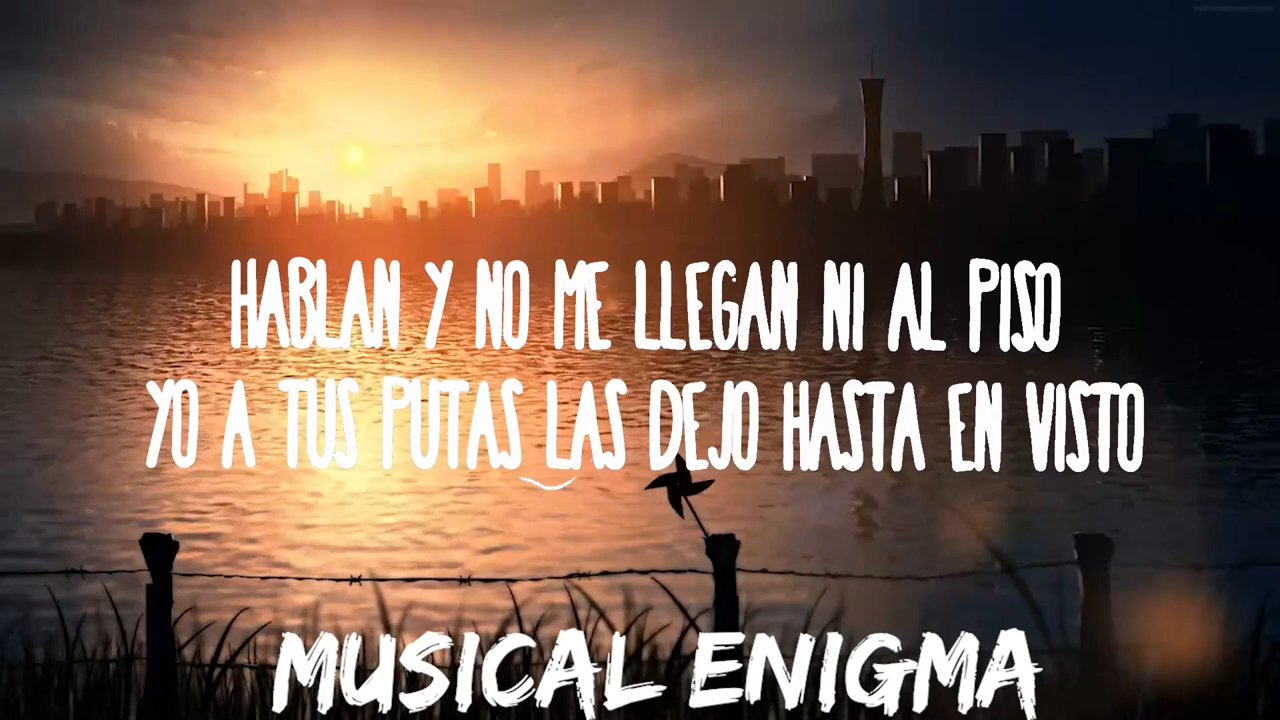 HABLAN Y NO ME LLEGAN NI AL PISO
YO A TUS PUTAS LAS DEJO HASTA EN VISTO
MUSICAL ENIGMA